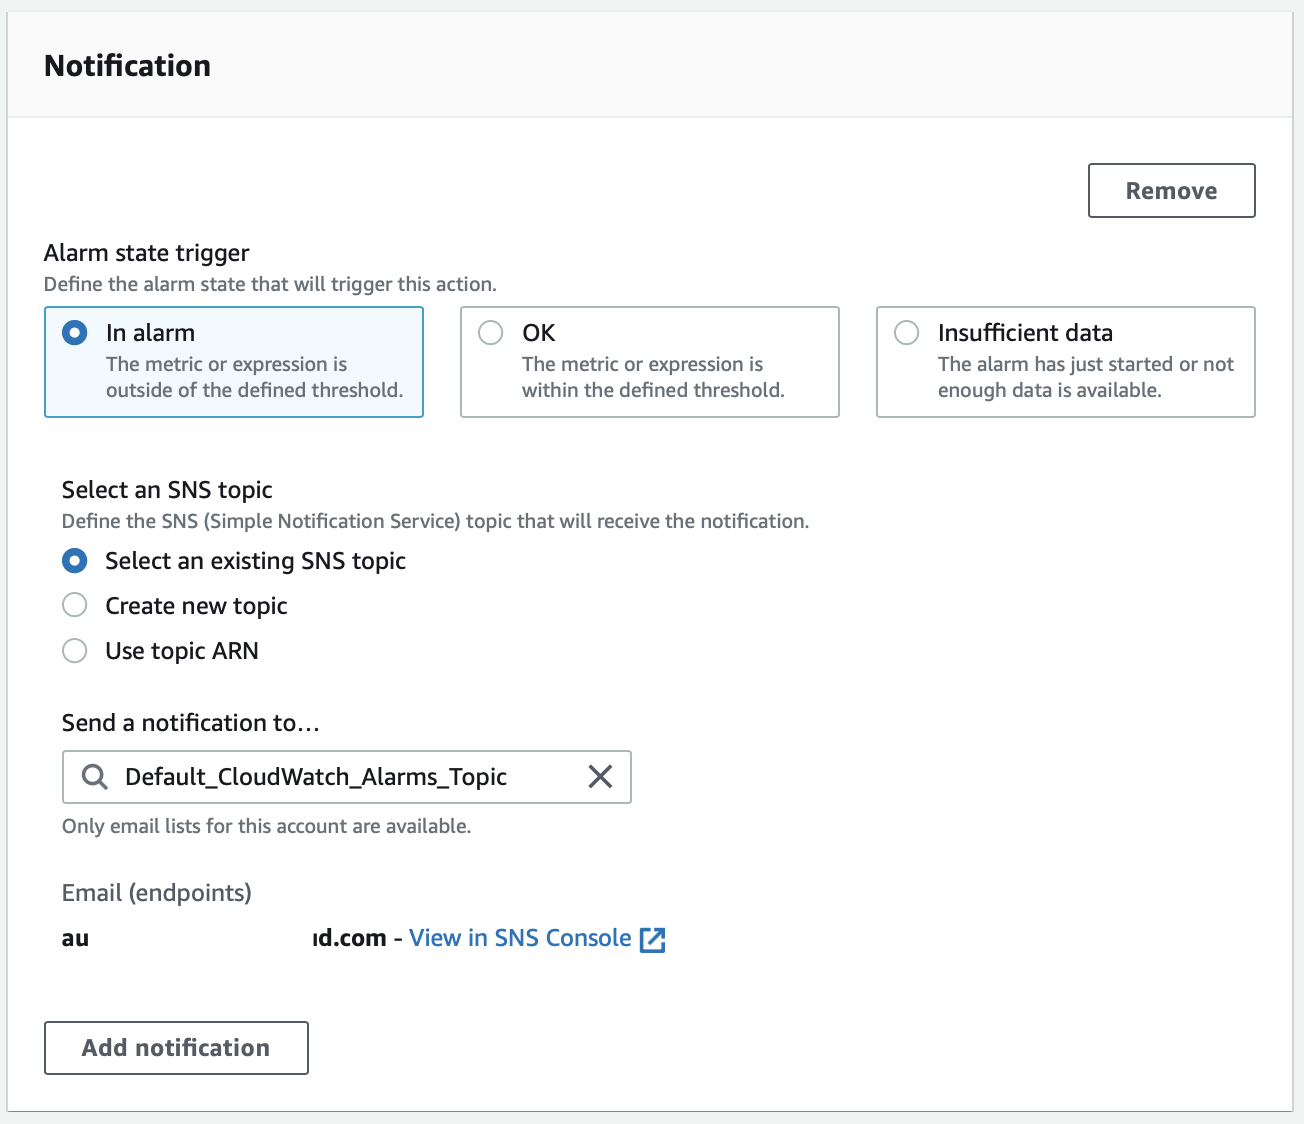 Notification
Remove
Alarm state trigger
Define the alarm state that will trigger this action.
In alarm
The metric or expression is
outside of the defined threshold.
OK
The metric or expression is
within the defined threshold.
Insufficient data
The alarm has just started or not
enough data is available.
Select an SNS topic
Define the SNS (Simple Notification Service) topic that will receive the notification.
Select an existing SNS topic
Create new topic
Use topic ARN
Send a notification to...
Default_CloudWatch_Alarms_Topic
Only email lists for this account are available.
Email (endpoints)
au d.com - View in SNS Console
Add notification